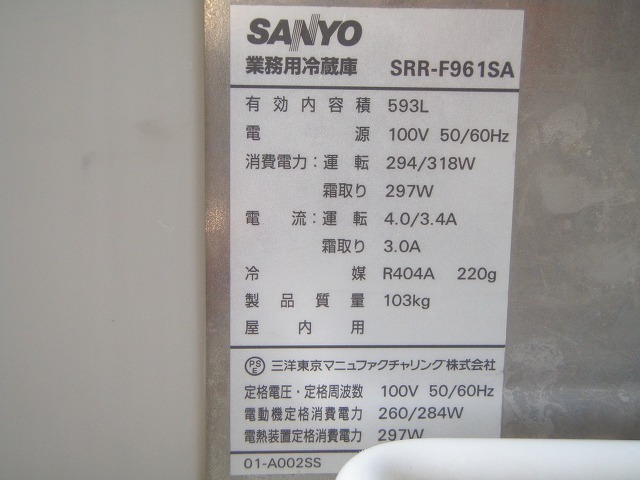 SANYO
業務用冷蔵庫 SRR-F961SA
有効内容積 593L
電源 100V 50/60Hz
消費電力：運転 294/318W
霜取り 297W
電流：運転 4.0/3.4A
霜取り 3.0A
冷媒 R404A 220g
製品質量 103kg
屋内用
PSE 三洋東京マニュファクチャリング株式会社
定格電圧・定格周波数 100V 50/60Hz
電動機定格消費電力 260/284W
電熱装置定格消費電力 297W
01-A002SS